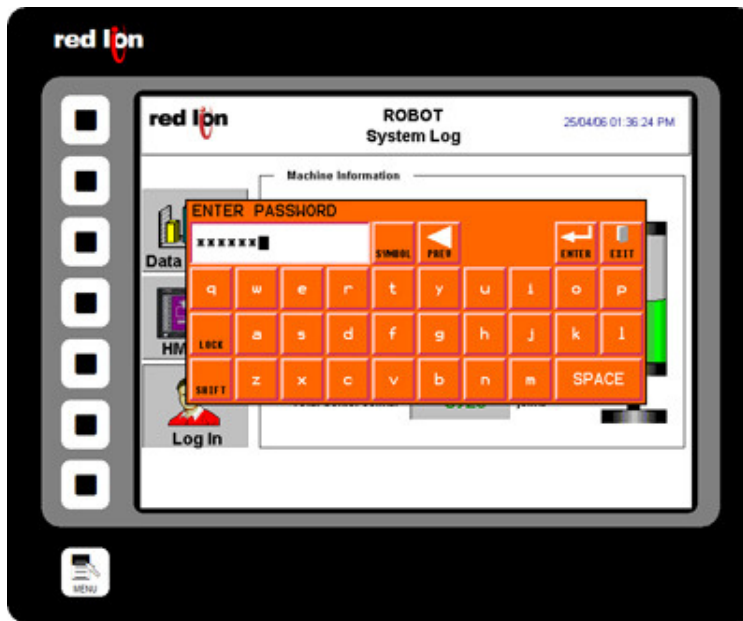 red lion
red lion
ROBOT
System Log
25/04/06 01:36:24 PM
Machine Information
ENTER PASSWORD
xxxxxx
SYMBOL PREV ENTER EXIT
Data
q w e r t y u i o p
LOCK a s d f g h j k l
HM
SHIFT z x c v b n m SPACE
Log In
MENU